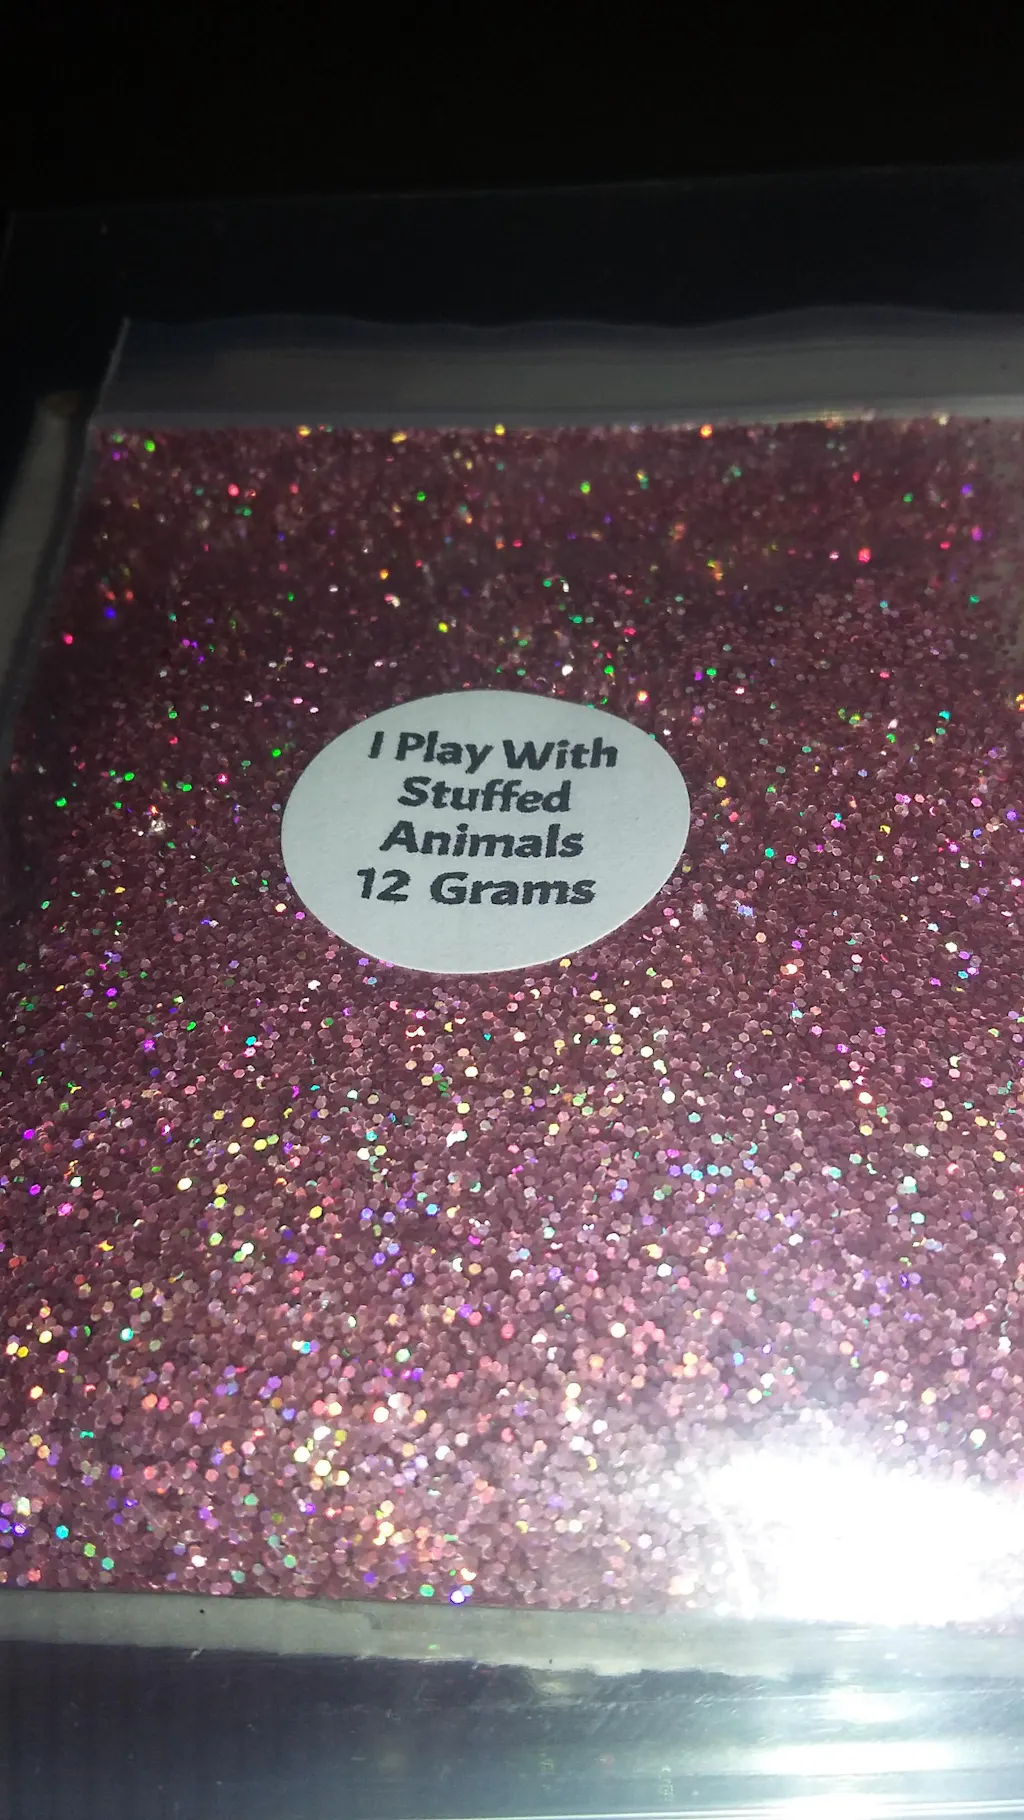 I Play With
Stuffed
Animals
12 Grams